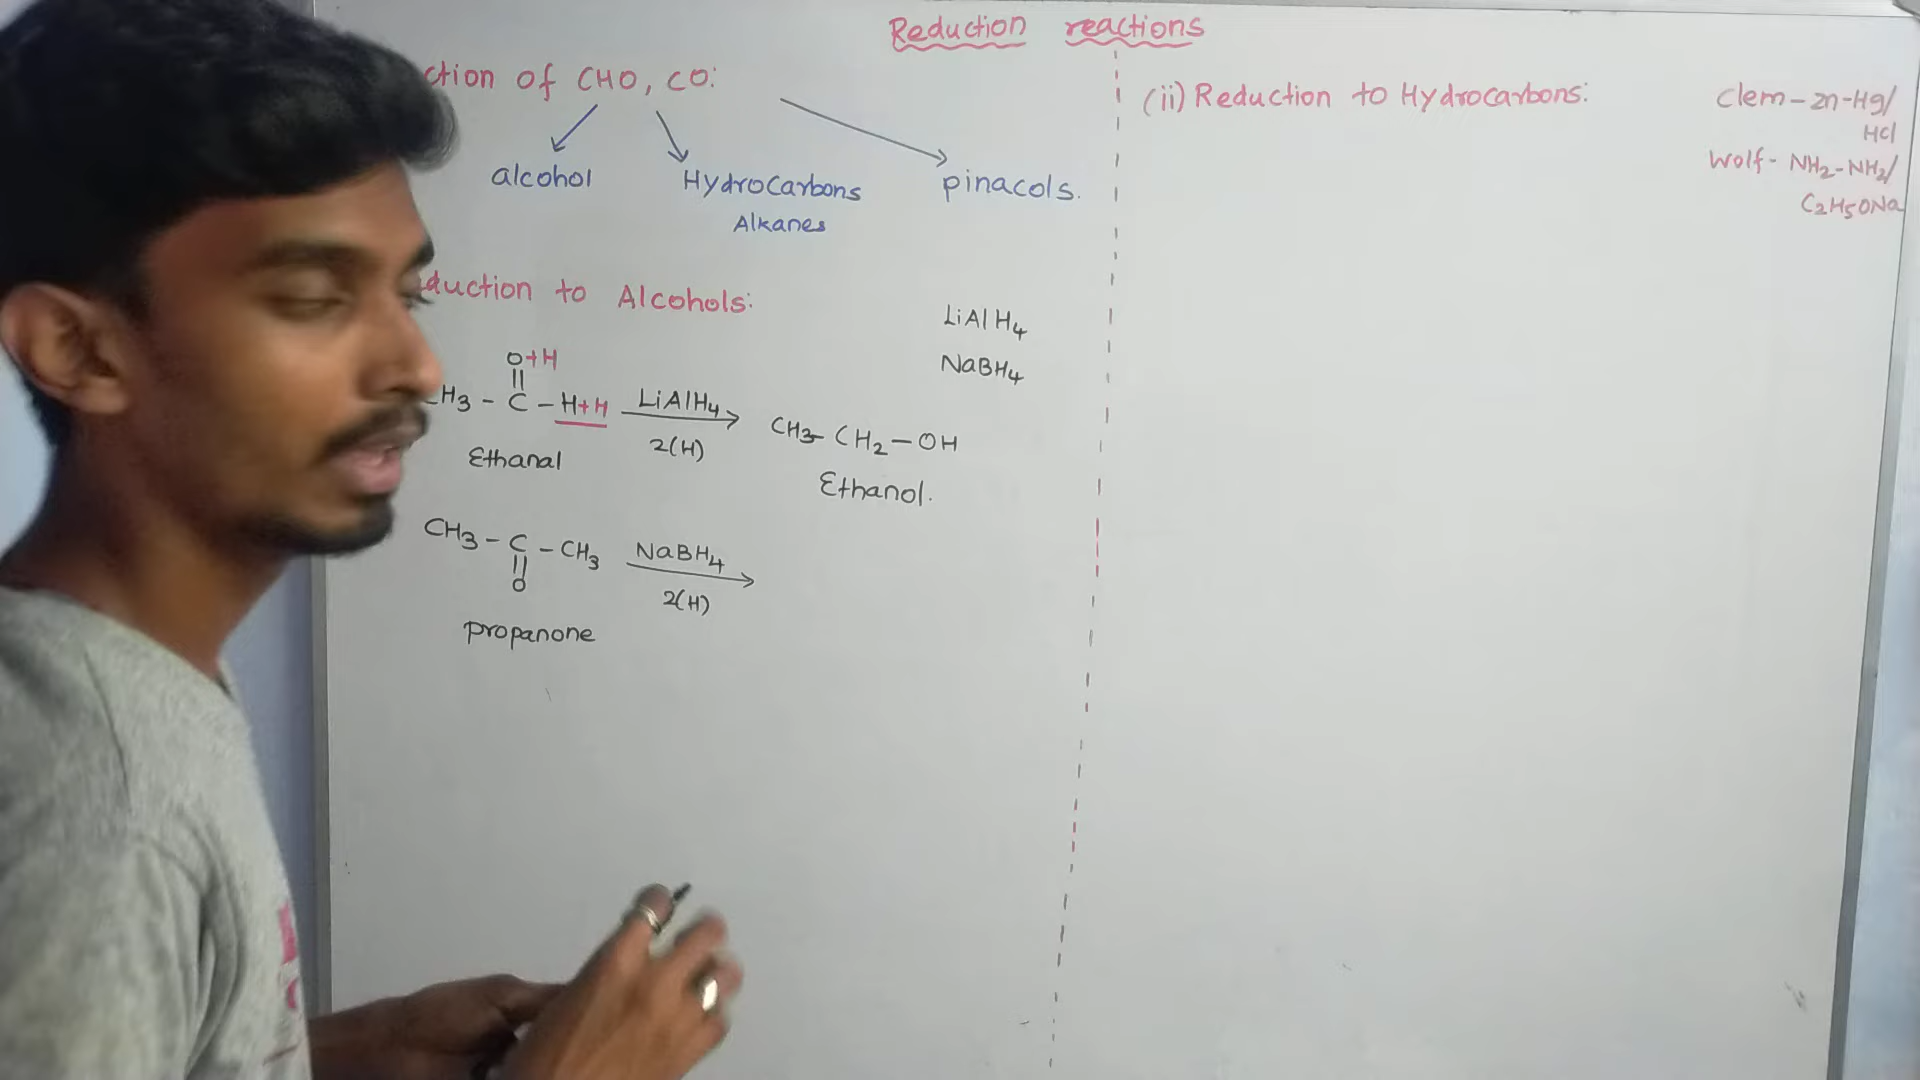 Reduction reactions
ction of CHO, CO:
alcohol
Hydrocarbons
Alkanes
pinacols.
duction to Alcohols:
LiAlH4
NaBH4
O+H
||
H3 - C - H+H
LiAlH4
2(H)
CH3- CH2 - OH
Ethanal
Ethanol.
CH3 - C - CH3
||
O
NaBH4
2(H)
propanone
(ii) Reduction to Hydrocarbons:
Clem - Zn-Hg/
HCl
Wolf - NH2-NH2/
C2H5ONa